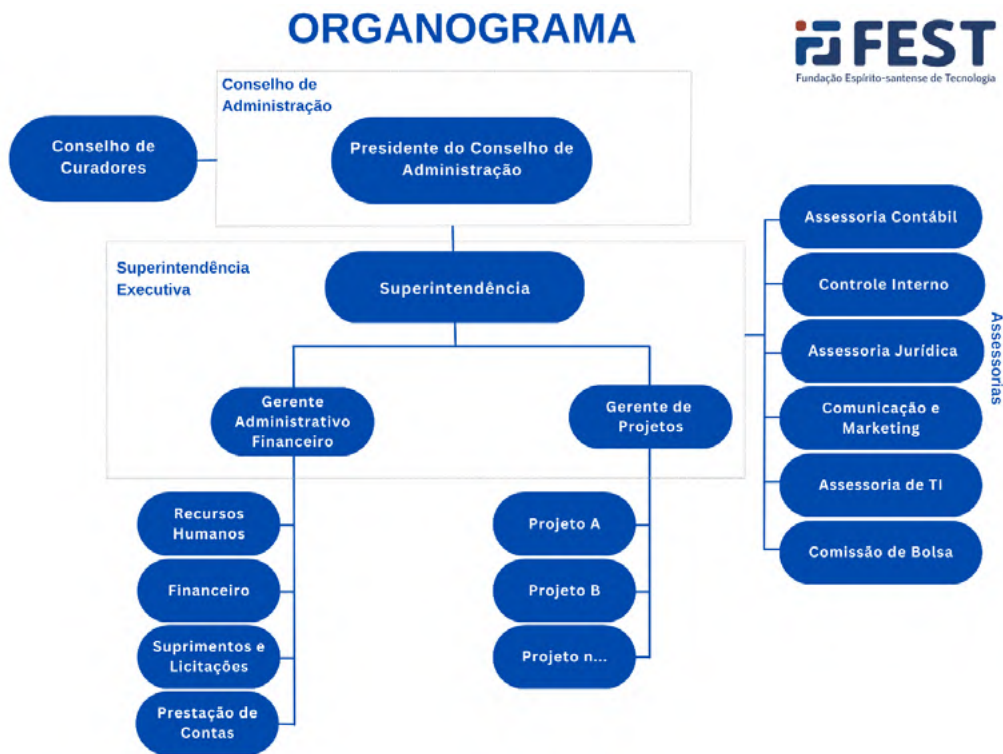 ORGANOGRAMA
FEST
Fundação Espírito-santense de Tecnologia
Conselho de
Administração
Conselho de
Curadores
Presidente do Conselho de
Administração
Superintendência
Executiva
Superintendência
Gerente
Administrativo
Financeiro
Gerente de
Projetos
Recursos
Humanos
Financeiro
Suprimentos e
Licitações
Prestação de
Contas
Projeto A
Projeto B
Projeto n...
Assessoria Contábil
Controle Interno
Assessoria Jurídica
Comunicação e
Marketing
Assessoria de TI
Comissão de Bolsa
Assessorias